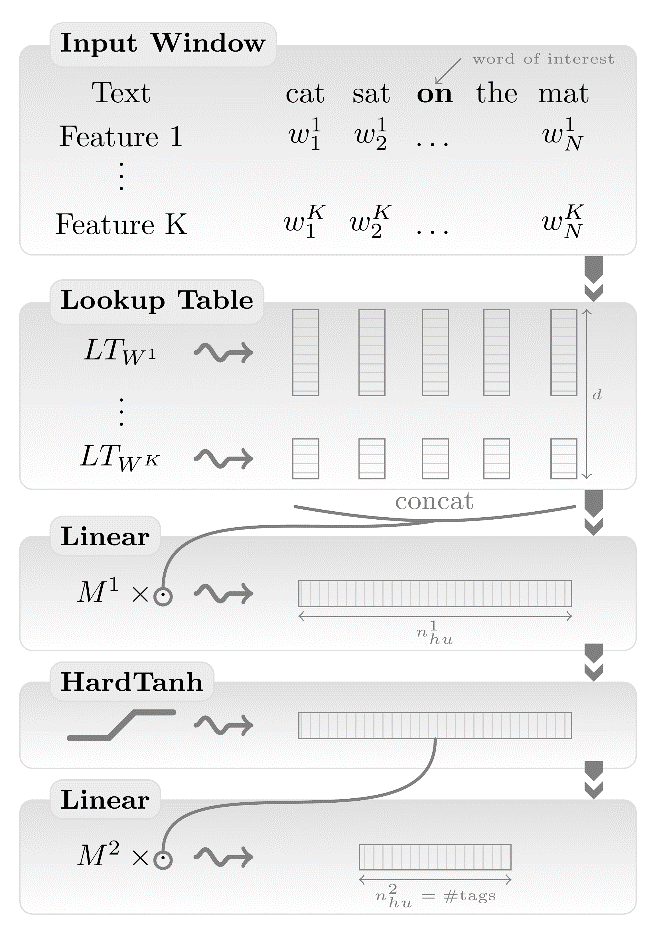 Input Window
word of interest
Text cat sat on the mat
Feature 1 w_1^1 w_2^1 ... w_N^1
⋮
Feature K w_1^K w_2^K ... w_N^K
Lookup Table
LT_{W^1}
d
⋮
LT_{W^K}
concat
Linear
M^1 ×
n_{hu}^1
HardTanh
Linear
M^2 ×
n_{hu}^2 = #tags